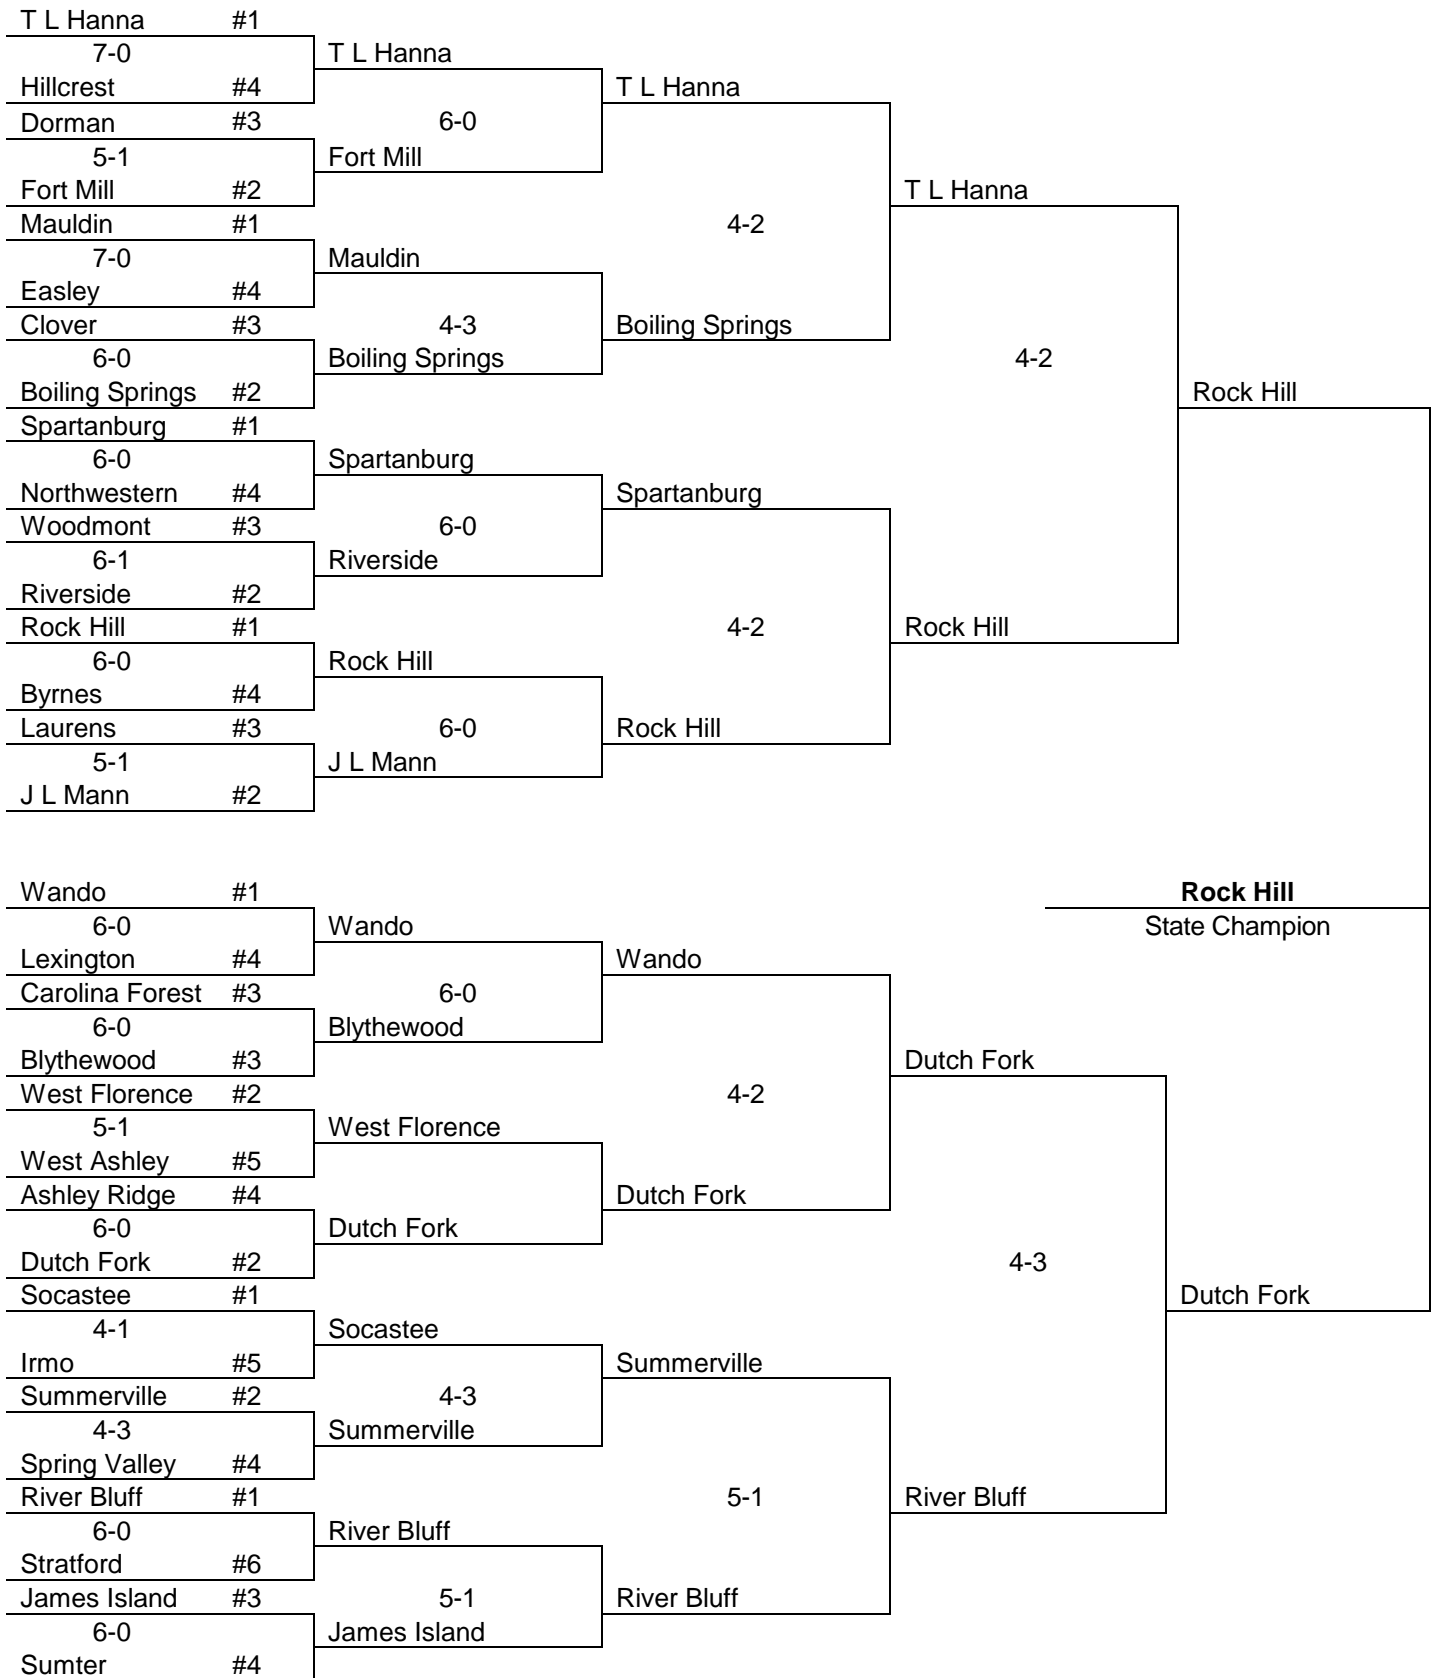 T L Hanna #1
7-0 T L Hanna
Hillcrest #4 T L Hanna
Dorman #3 6-0
5-1 Fort Mill
Fort Mill #2 T L Hanna
Mauldin #1 4-2
7-0 Mauldin
Easley #4
Clover #3 4-3 Boiling Springs
6-0 Boiling Springs 4-2
Boiling Springs #2 Rock Hill
Spartanburg #1
6-0 Spartanburg
Northwestern #4 Spartanburg
Woodmont #3 6-0
6-1 Riverside
Riverside #2
Rock Hill #1 4-2 Rock Hill
6-0 Rock Hill
Byrnes #4
Laurens #3 6-0 Rock Hill
5-1 J L Mann
J L Mann #2
Wando #1 Rock Hill
6-0 Wando State Champion
Lexington #4 Wando
Carolina Forest #3 6-0
6-0 Blythewood
Blythewood #3 Dutch Fork
West Florence #2 4-2
5-1 West Florence
West Ashley #5
Ashley Ridge #4 Dutch Fork
6-0 Dutch Fork
Dutch Fork #2 4-3
Socastee #1 Dutch Fork
4-1 Socastee
Irmo #5 Summerville
Summerville #2 4-3
4-3 Summerville
Spring Valley #4
River Bluff #1 5-1 River Bluff
6-0 River Bluff
Stratford #6
James Island #3 5-1 River Bluff
6-0 James Island
Sumter #4